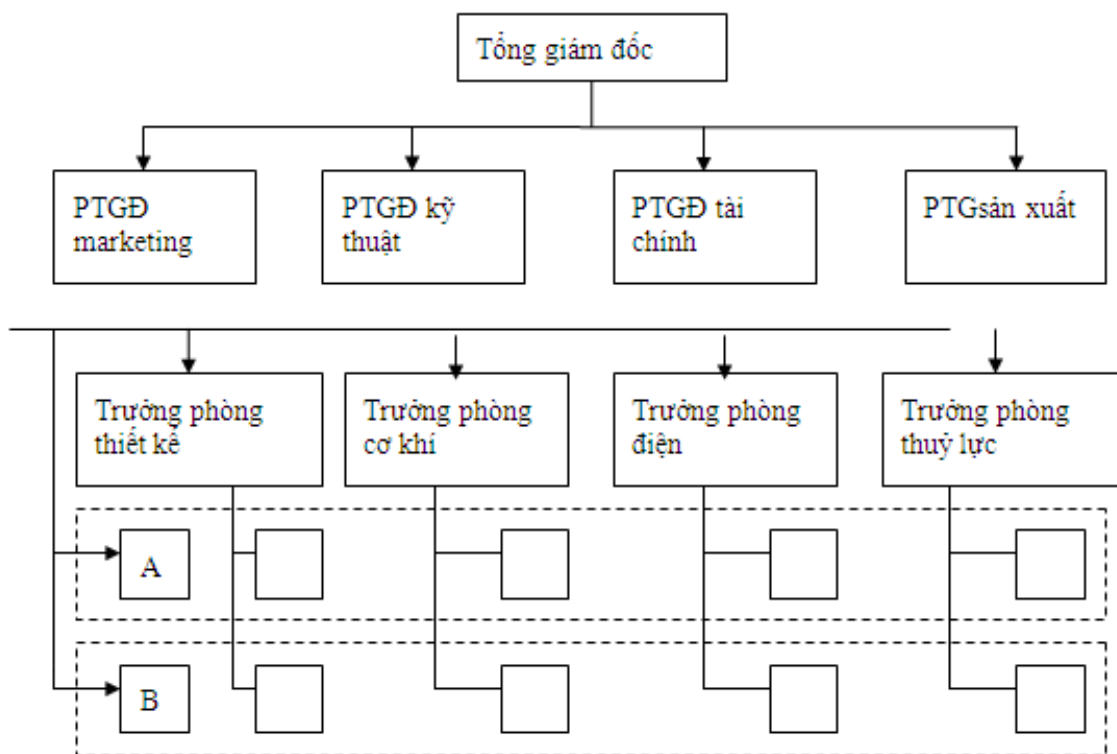 Tổng giám đốc
PTGĐ
marketing
PTGĐ kỹ
thuật
PTGĐ tài
chính
PTGsản xuất
Trưởng phòng
thiết kế
Trưởng phòng
cơ khí
Trưởng phòng
điện
Trưởng phòng
thuỷ lực
A
B